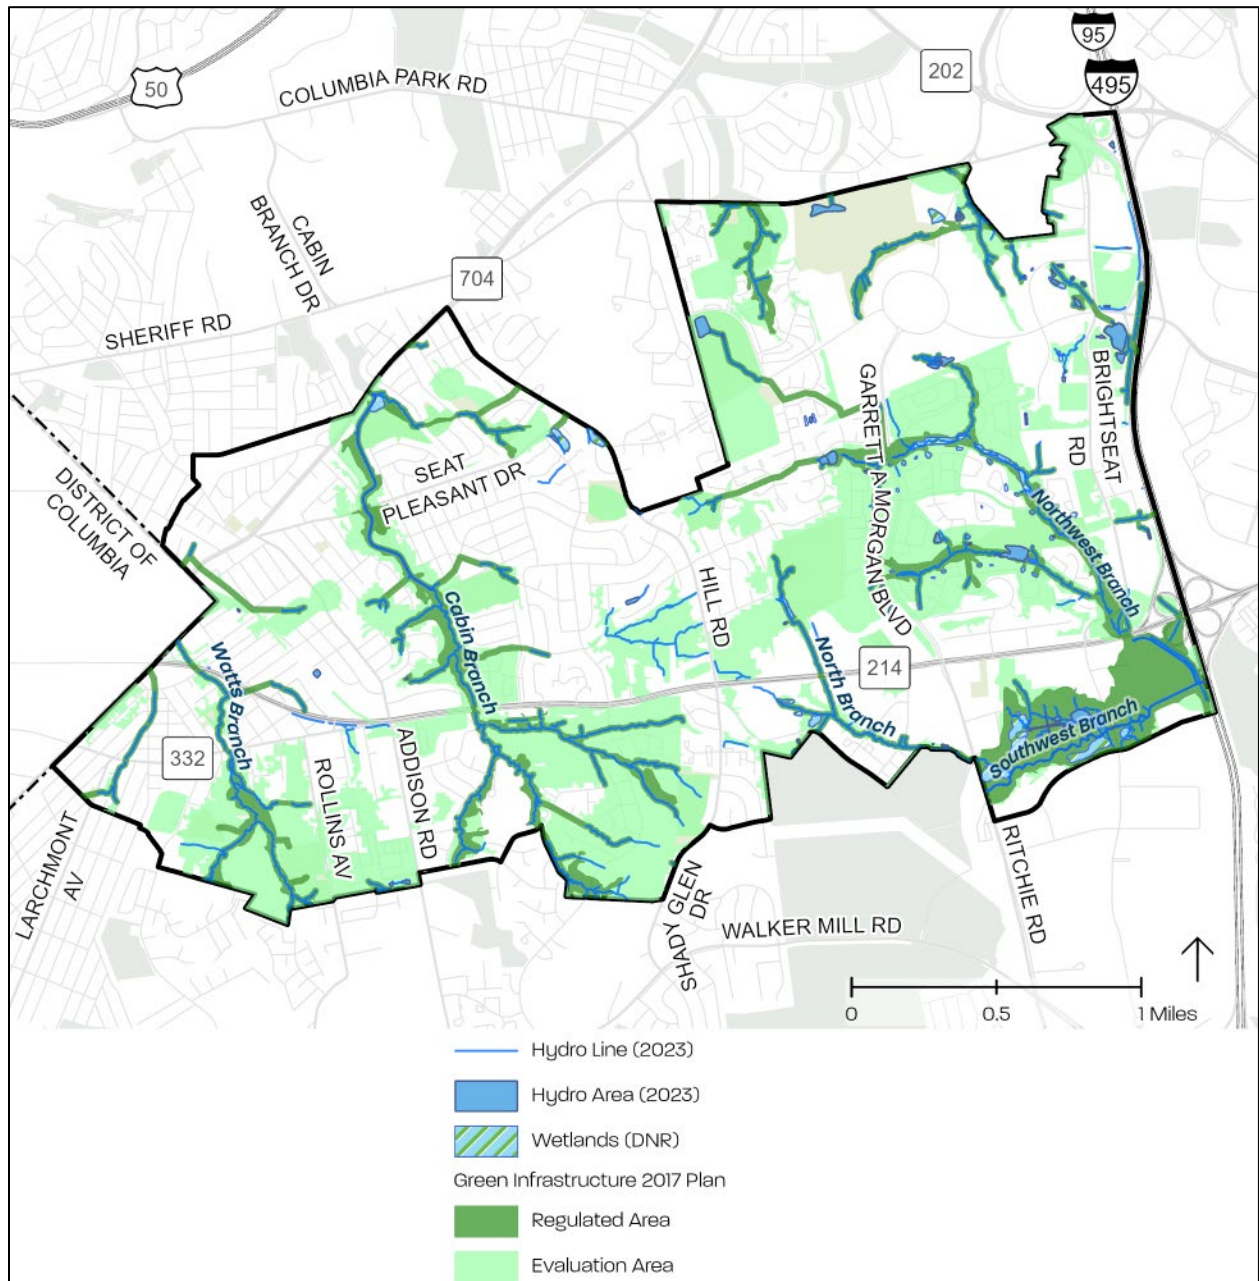 95
495
202
50
COLUMBIA PARK RD
CABIN
BRANCH DR
704
SHERIFF RD
GARRETT A MORGAN BLVD
BRIGHTSEAT
RD
SEAT
PLEASANT DR
DISTRICT OF
COLUMBIA
Northwest Branch
HILL RD
Cabin Branch
Watts Branch
North Branch
214
Southwest Branch
332
ROLLINS AV
ADDISON RD
LARCHMONT
AV
SHADY GLEN
DR
RITCHIE RD
WALKER MILL RD
0
0.5
1 Miles
Hydro Line (2023)
Hydro Area (2023)
Wetlands (DNR)
Green Infrastructure 2017 Plan
Regulated Area
Evaluation Area